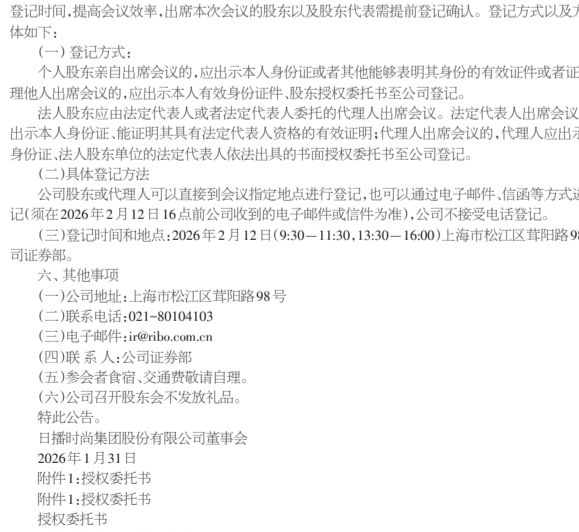 登记时间,提高会议效率,出席本次会议的股东以及股东代表需提前登记确认。登记方式以及
体如下:
(一) 登记方式:
个人股东亲自出席会议的,应出示本人身份证或者其他能够表明其身份的有效证件或者证
理他人出席会议的,应出示本人有效身份证件、股东授权委托书至公司登记。
法人股东应由法定代表人或者法定代表人委托的代理人出席会议。法定代表人出席会议
出示本人身份证、能证明其具有法定代表人资格的有效证明;代理人出席会议的,代理人应出示
身份证、法人股东单位的法定代表人依法出具的书面授权委托书至公司登记。
(二)具体登记方法
公司股东或代理人可以直接到会议指定地点进行登记,也可以通过电子邮件、信函等方式进
记(须在2026年2月12日16点前公司收到的电子邮件或信件为准),公司不接受电话登记。
(三)登记时间和地点:2026年2月12日(9:30—11:30,13:30—16:00)上海市松江区茸阳路98
司证券部。
六、其他事项
(一)公司地址:上海市松江区茸阳路98号
(二)联系电话:021-80104103
(三)电子邮件:ir@ribo.com.cn
(四)联 系 人:公司证券部
(五)参会者食宿、交通费敬请自理。
(六)公司召开股东会不发放礼品。
特此公告。
日播时尚集团股份有限公司董事会
2026年1月31日
附件1:授权委托书
附件1:授权委托书
授权委托书